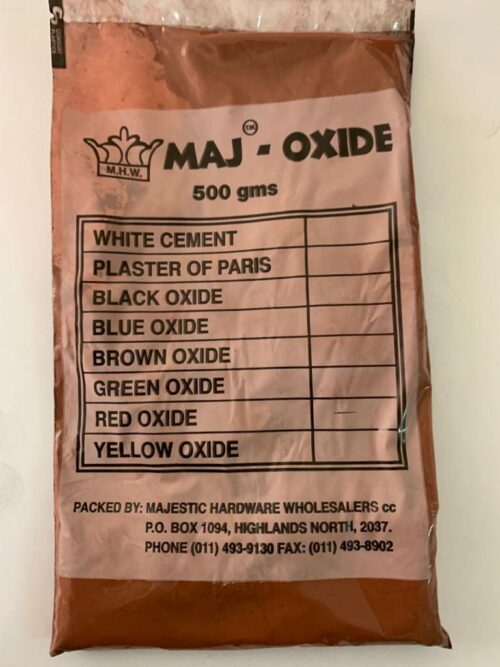 M.H.W.
MAJ™ - OXIDE
500 gms
WHITE CEMENT
PLASTER OF PARIS
BLACK OXIDE
BLUE OXIDE
BROWN OXIDE
GREEN OXIDE
RED OXIDE
YELLOW OXIDE
PACKED BY: MAJESTIC HARDWARE WHOLESALERS cc
P.O. BOX 1094, HIGHLANDS NORTH, 2037.
PHONE (011) 493-9130 FAX: (011) 493-8902